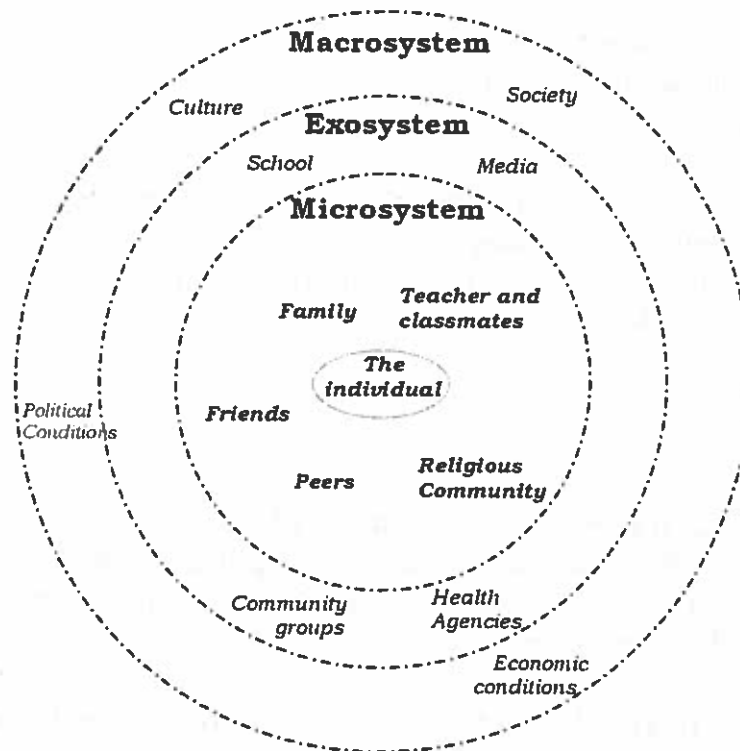 Macrosystem
Culture
Society
Exosystem
School
Media
Microsystem
Family
Teacher and
classmates
The
individual
Friends
Political
Conditions
Peers
Religious
Community
Community
groups
Health
Agencies
Economic
conditions